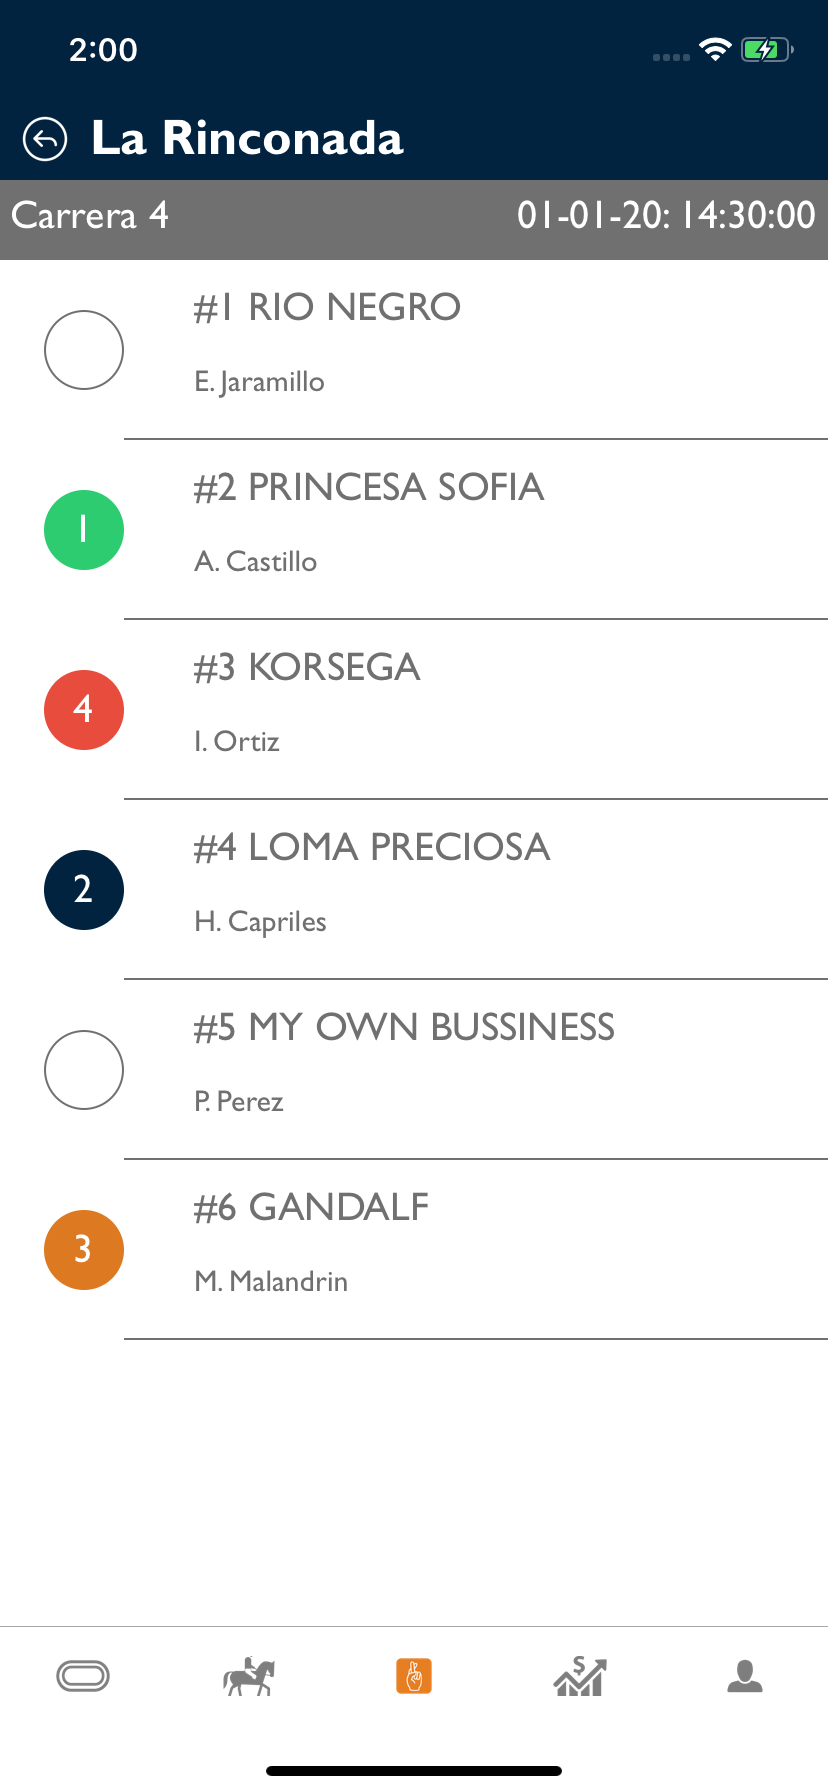 2:00
La Rinconada
Carrera 4 01-01-20: 14:30:00
#1 RIO NEGRO
E. Jaramillo
#2 PRINCESA SOFIA
1
A. Castillo
#3 KORSEGA
4
I. Ortiz
#4 LOMA PRECIOSA
2
H. Capriles
#5 MY OWN BUSSINESS
P. Perez
#6 GANDALF
3
M. Malandrin
$